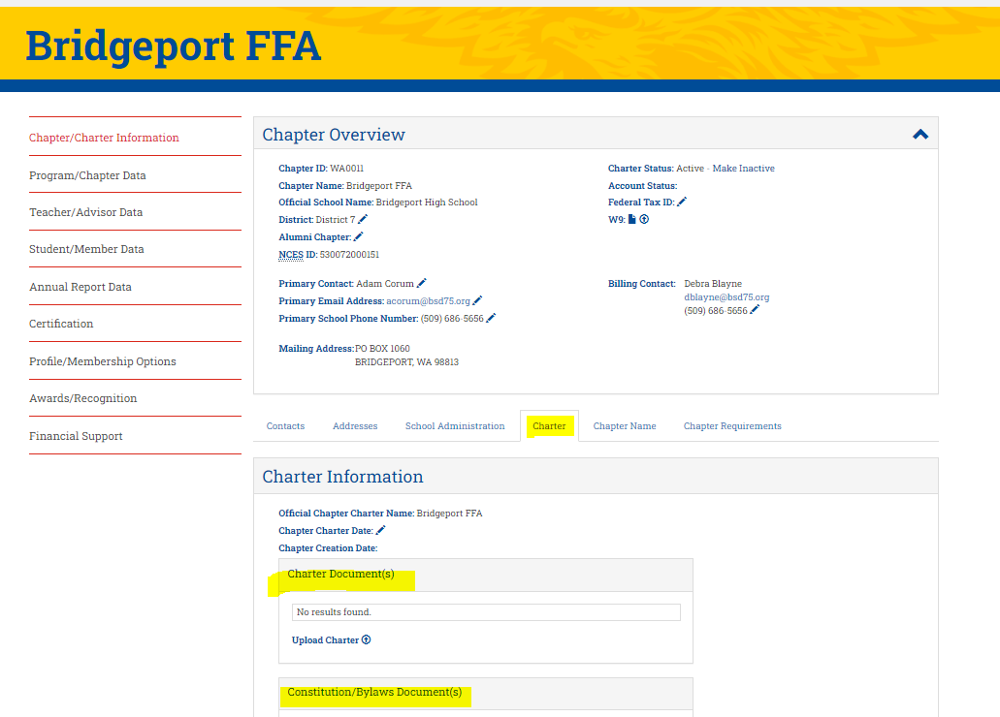 Bridgeport FFA
Chapter/Charter Information
Program/Chapter Data
Teacher/Advisor Data
Student/Member Data
Annual Report Data
Certification
Profile/Membership Options
Awards/Recognition
Financial Support
Chapter Overview
Chapter ID: WA0011
Chapter Name: Bridgeport FFA
Official School Name: Bridgeport High School
District: District 7
Alumni Chapter:
NCES ID: 530072000151
Charter Status: Active - Make Inactive
Account Status:
Federal Tax ID:
W9:
Primary Contact: Adam Corum
Primary Email Address: acorum@bsd75.org
Primary School Phone Number: (509) 686-5656
Billing Contact: Debra Blayne
dblayne@bsd75.org
(509) 686-5656
Mailing Address: PO BOX 1060
BRIDGEPORT, WA 98813
Contacts Addresses School Administration Charter Chapter Name Chapter Requirements
Charter Information
Official Chapter Charter Name: Bridgeport FFA
Chapter Charter Date:
Chapter Creation Date:
Charter Document(s)
No results found.
Upload Charter
Constitution/Bylaws Document(s)